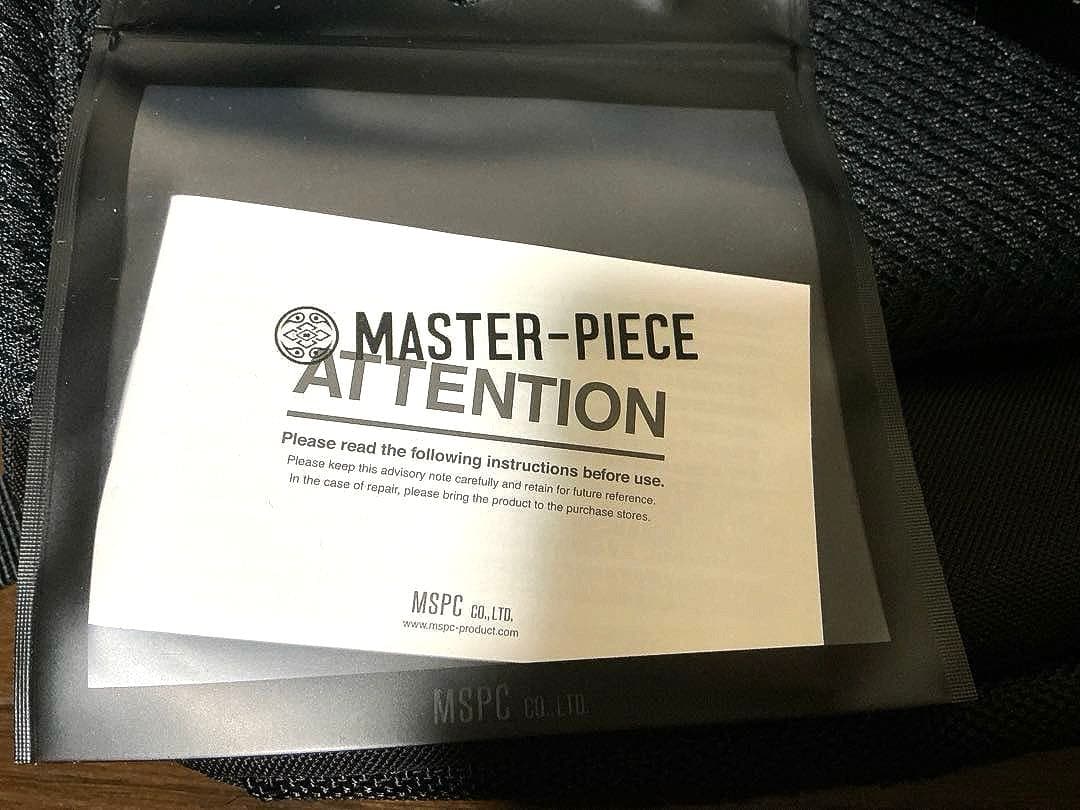 MASTER-PIECE
ATTENTION
Please read the following instructions before use.
Please keep this advisory note carefully and retain for future reference.
In the case of repair, please bring the product to the purchase stores.
MSPC CO.,LTD.
www.mspc-product.com
MSPC CO.,LTD.